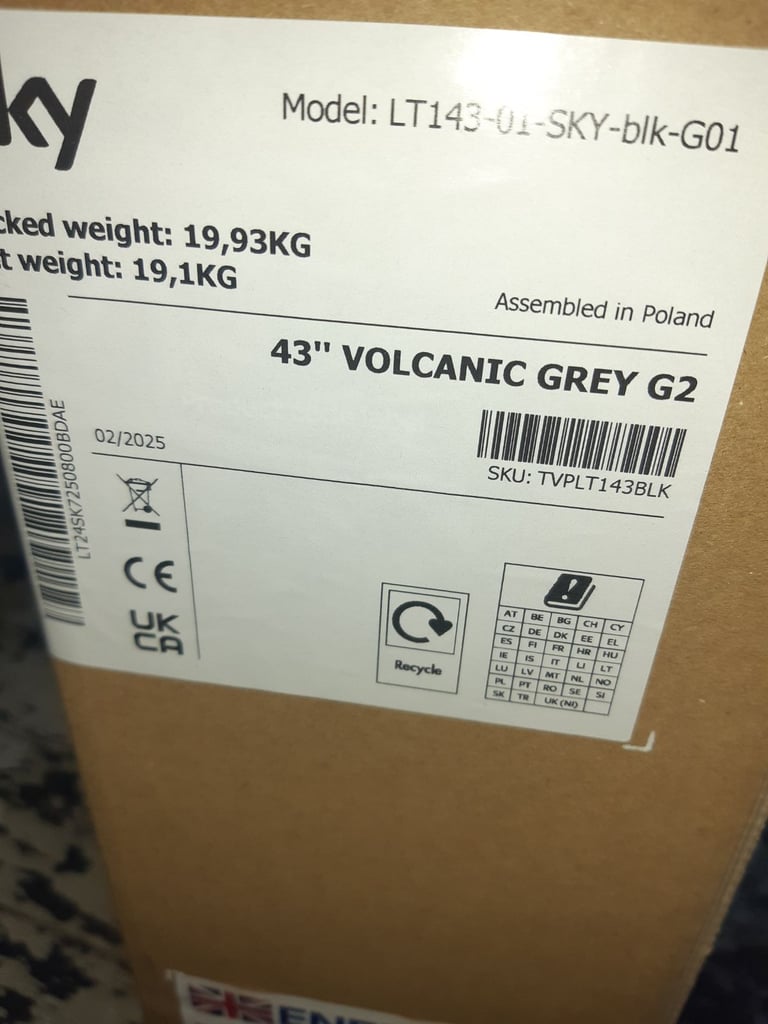 ky
Model: LT143-01-SKY-blk-G01
cked weight: 19,93KG
t weight: 19,1KG
Assembled in Poland
43" VOLCANIC GREY G2
02/2025
SKU: TVPLT143BLK
LT24SK7250800BDAE
CE
UK
CA
Recycle
AT BE BG CH CY
CZ DE DK EE EL
ES FI FR HR HU
IE IS IT LI LT
LU LV MT NL NO
PL PT RO SE SI
SK TR UK (NI)
ENE